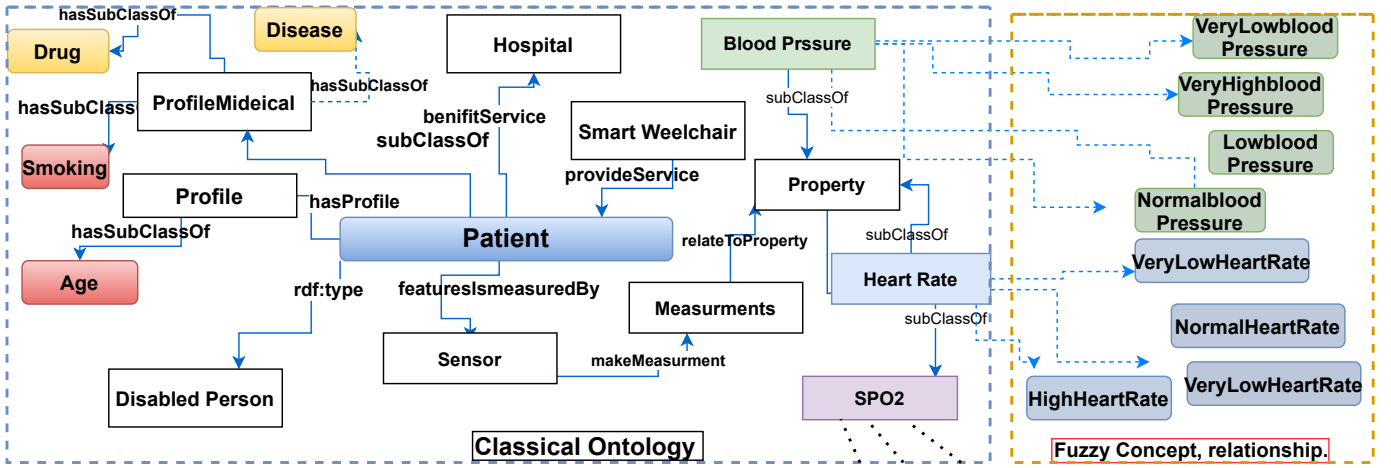 hasSubClassOf
Drug
Disease
Hospital
Blood Prssure
VeryLowblood
Pressure
ProfileMideical
hasSubClassOf
hasSubClass
benifitService
subClassOf
Smart Weelchair
subClassOf
VeryHighblood
Pressure
Smoking
Lowblood
Pressure
Profile
hasProfile
provideService
Property
Normalblood
Pressure
hasSubClassOf
Patient
relateToProperty
subClassOf
VeryLowHeartRate
Age
rdf:type
featuresIsmeasuredBy
Measurments
Heart Rate
subClassOf
NormalHeartRate
Sensor
makeMeasurment
Disabled Person
SPO2
HighHeartRate
VeryLowHeartRate
Classical Ontology
Fuzzy Concept, relationship.